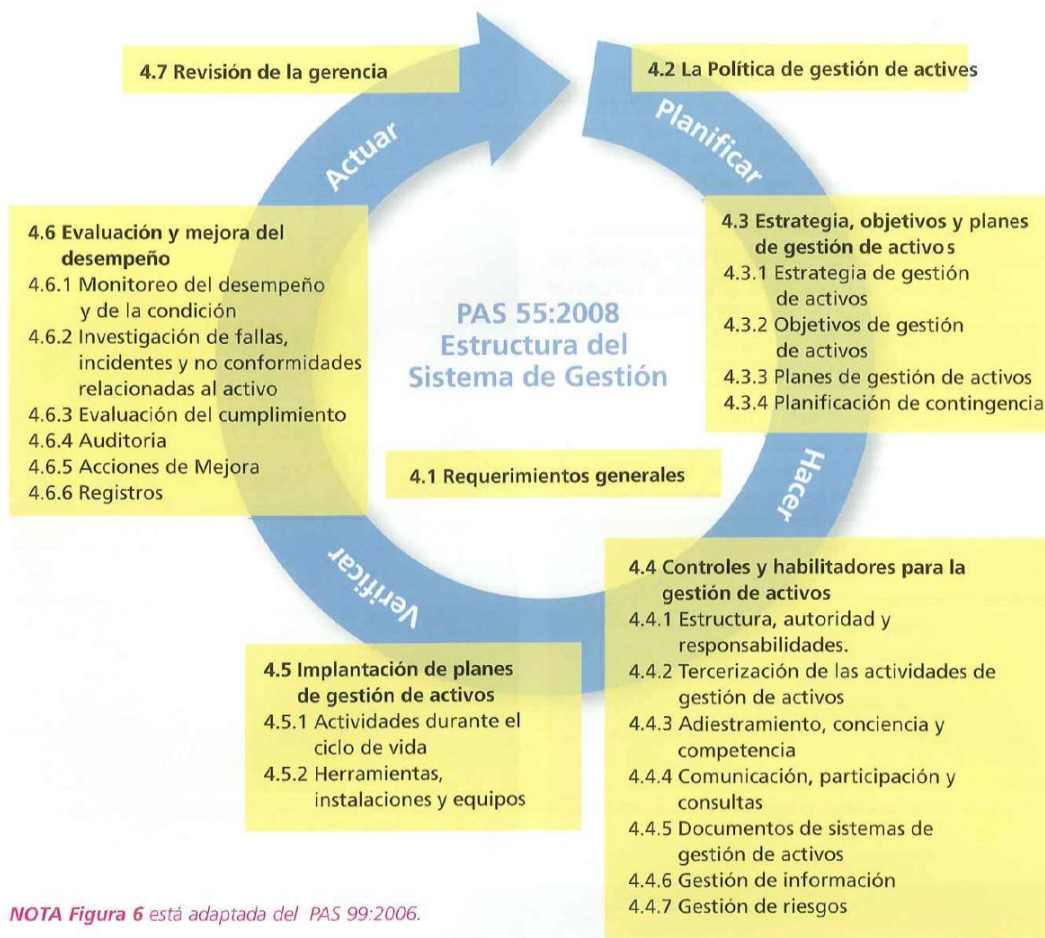 4.7 Revisión de la gerencia
4.2 La Política de gestión de actives
Actuar
Planificar
4.6 Evaluación y mejora del
desempeño
4.6.1 Monitoreo del desempeño
y de la condición
4.6.2 Investigación de fallas,
incidentes y no conformidades
relacionadas al activo
4.6.3 Evaluación del cumplimiento
4.6.4 Auditoria
4.6.5 Acciones de Mejora
4.6.6 Registros
PAS 55:2008
Estructura del
Sistema de Gestión
4.3 Estrategia, objetivos y planes
de gestión de activos
4.3.1 Estrategia de gestión
de activos
4.3.2 Objetivos de gestión
de activos
4.3.3 Planes de gestión de activos
4.3.4 Planificación de contingencia
4.1 Requerimientos generales
Hacer
Verificar
4.5 Implantación de planes
de gestión de activos
4.5.1 Actividades durante el
ciclo de vida
4.5.2 Herramientas,
instalaciones y equipos
4.4 Controles y habilitadores para la
gestión de activos
4.4.1 Estructura, autoridad y
responsabilidades.
4.4.2 Tercerización de las actividades de
gestión de activos
4.4.3 Adiestramiento, conciencia y
competencia
4.4.4 Comunicación, participación y
consultas
4.4.5 Documentos de sistemas de
gestión de activos
4.4.6 Gestión de información
4.4.7 Gestión de riesgos
NOTA Figura 6 está adaptada del PAS 99:2006.